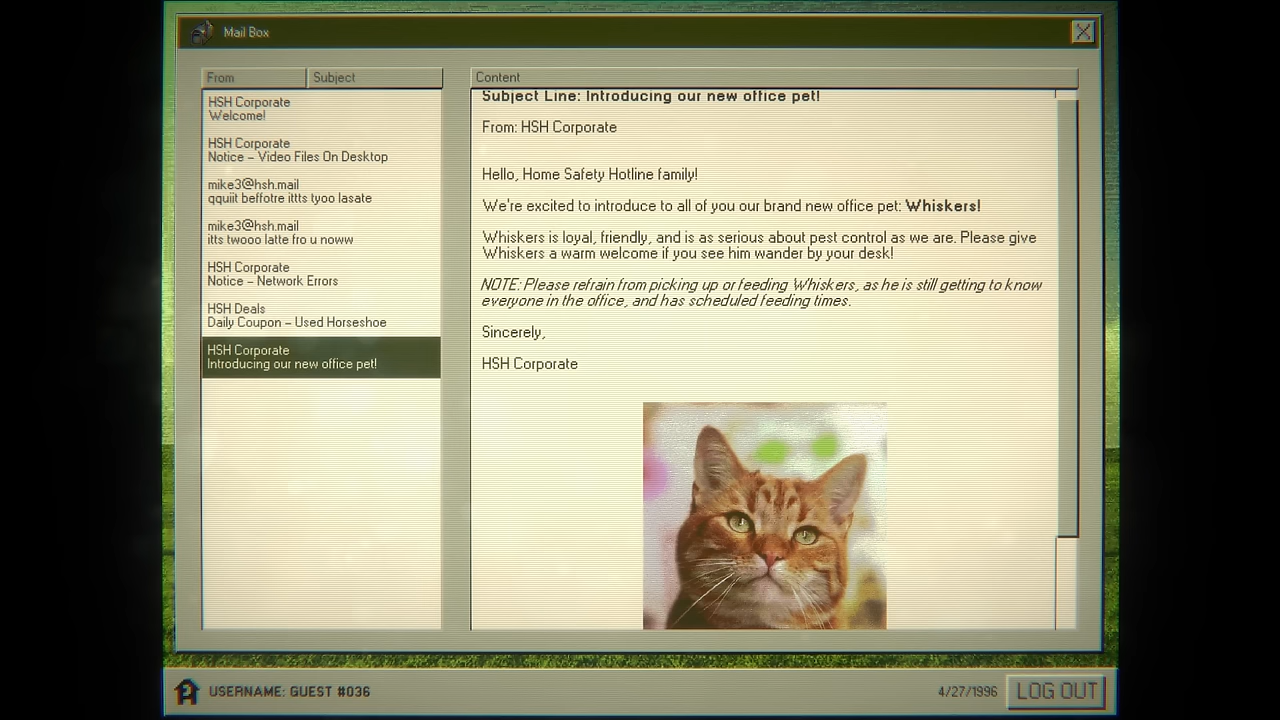 Mail Box
From
Subject
HSH Corporate
Welcome!
HSH Corporate
Notice - Video Files On Desktop
mike3@hsh.mail
qquiit deffotre itts tyoo lasate
mike3@hsh.mail
itts twooo latte fro u noww
HSH Corporate
Notice - Network Errors
HSH Deals
Daily Coupon - Used Horseshoe
HSH Corporate
Introducing our new office pet!
Content
Subject Line: Introducing our new office pet!
From: HSH Corporate
Hello, Home Safety Hotline family!
We're excited to introduce to all of you our brand new office pet: Whiskers!
Whiskers is loyal, friendly, and is as serious about pest control as we are. Please give
Whiskers a warm welcome if you see him wander by your desk!
NOTE: Please refrain from picking up or feeding Whiskers, as he is still getting to know
everyone in the office, and has scheduled feeding times.
Sincerely,
HSH Corporate
USERNAME: GUEST #036
4/27/1996
LOG OUT